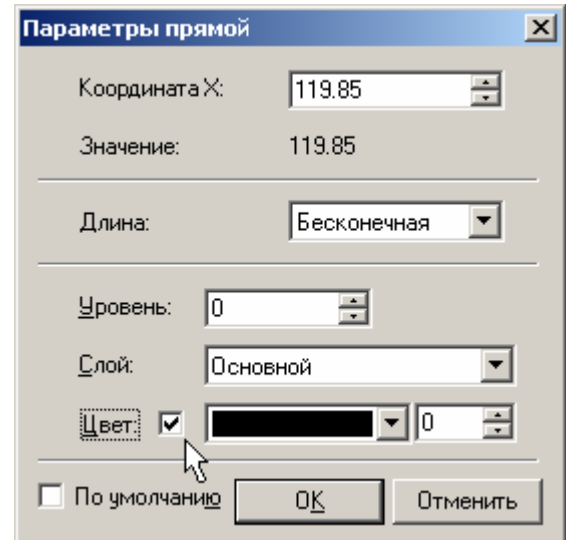 Параметры прямой
Координата X: 119.85
Значение: 119.85
Длина: Бесконечная
Уровень: 0
Слой: Основной
Цвет: 0
По умолчанию OK Отменить